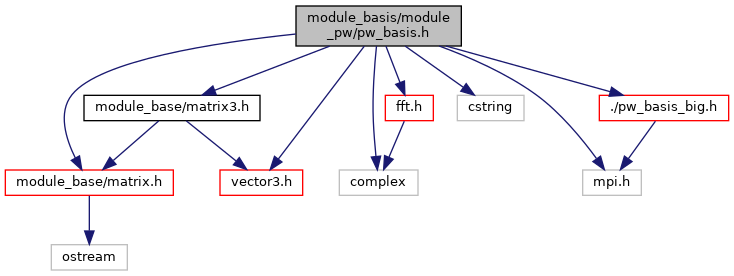 module_basis/module
_pw/pw_basis.h
module_base/matrix3.h
fft.h
cstring
./pw_basis_big.h
module_base/matrix.h
vector3.h
complex
mpi.h
ostream